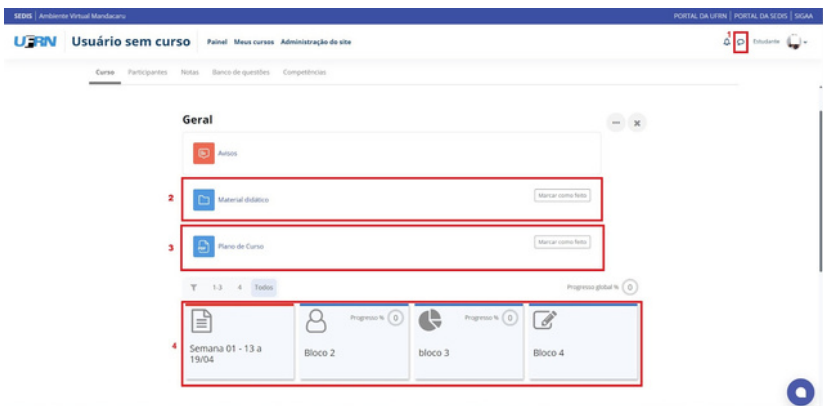 SEDIS | Ambiente Virtual Mandacaru
PORTAL DA UFRN | PORTAL DA SEDIS | SIGAA
UFRN Usuário sem curso Painel Meus cursos Administração do site
1
Estudante
Curso Participantes Notas Banco de questões Competências
Geral
Avisos
2 Material didático Marcar como feito
3 Plano de Curso Marcar como feito
1-3 4 Todos Progresso global % 0
4
Progresso % 0 Progresso % 0
Semana 01 - 13 a
19/04
Bloco 2 bloco 3 Bloco 4